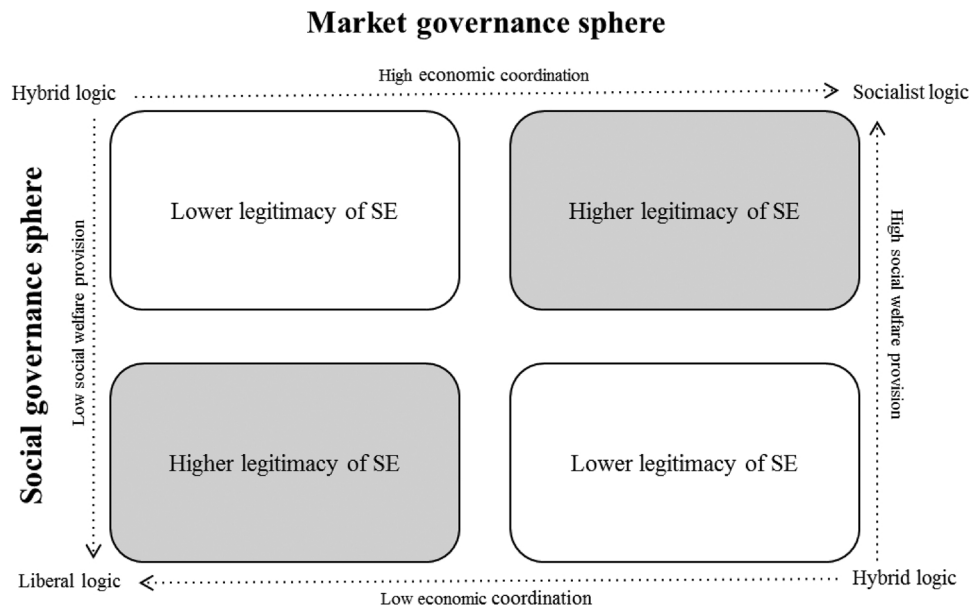 Market governance sphere
High economic coordination
Hybrid logic
Socialist logic
Social governance sphere
Low social welfare provision
Lower legitimacy of SE
Higher legitimacy of SE
High social welfare provision
Higher legitimacy of SE
Lower legitimacy of SE
Liberal logic
Hybrid logic
Low economic coordination